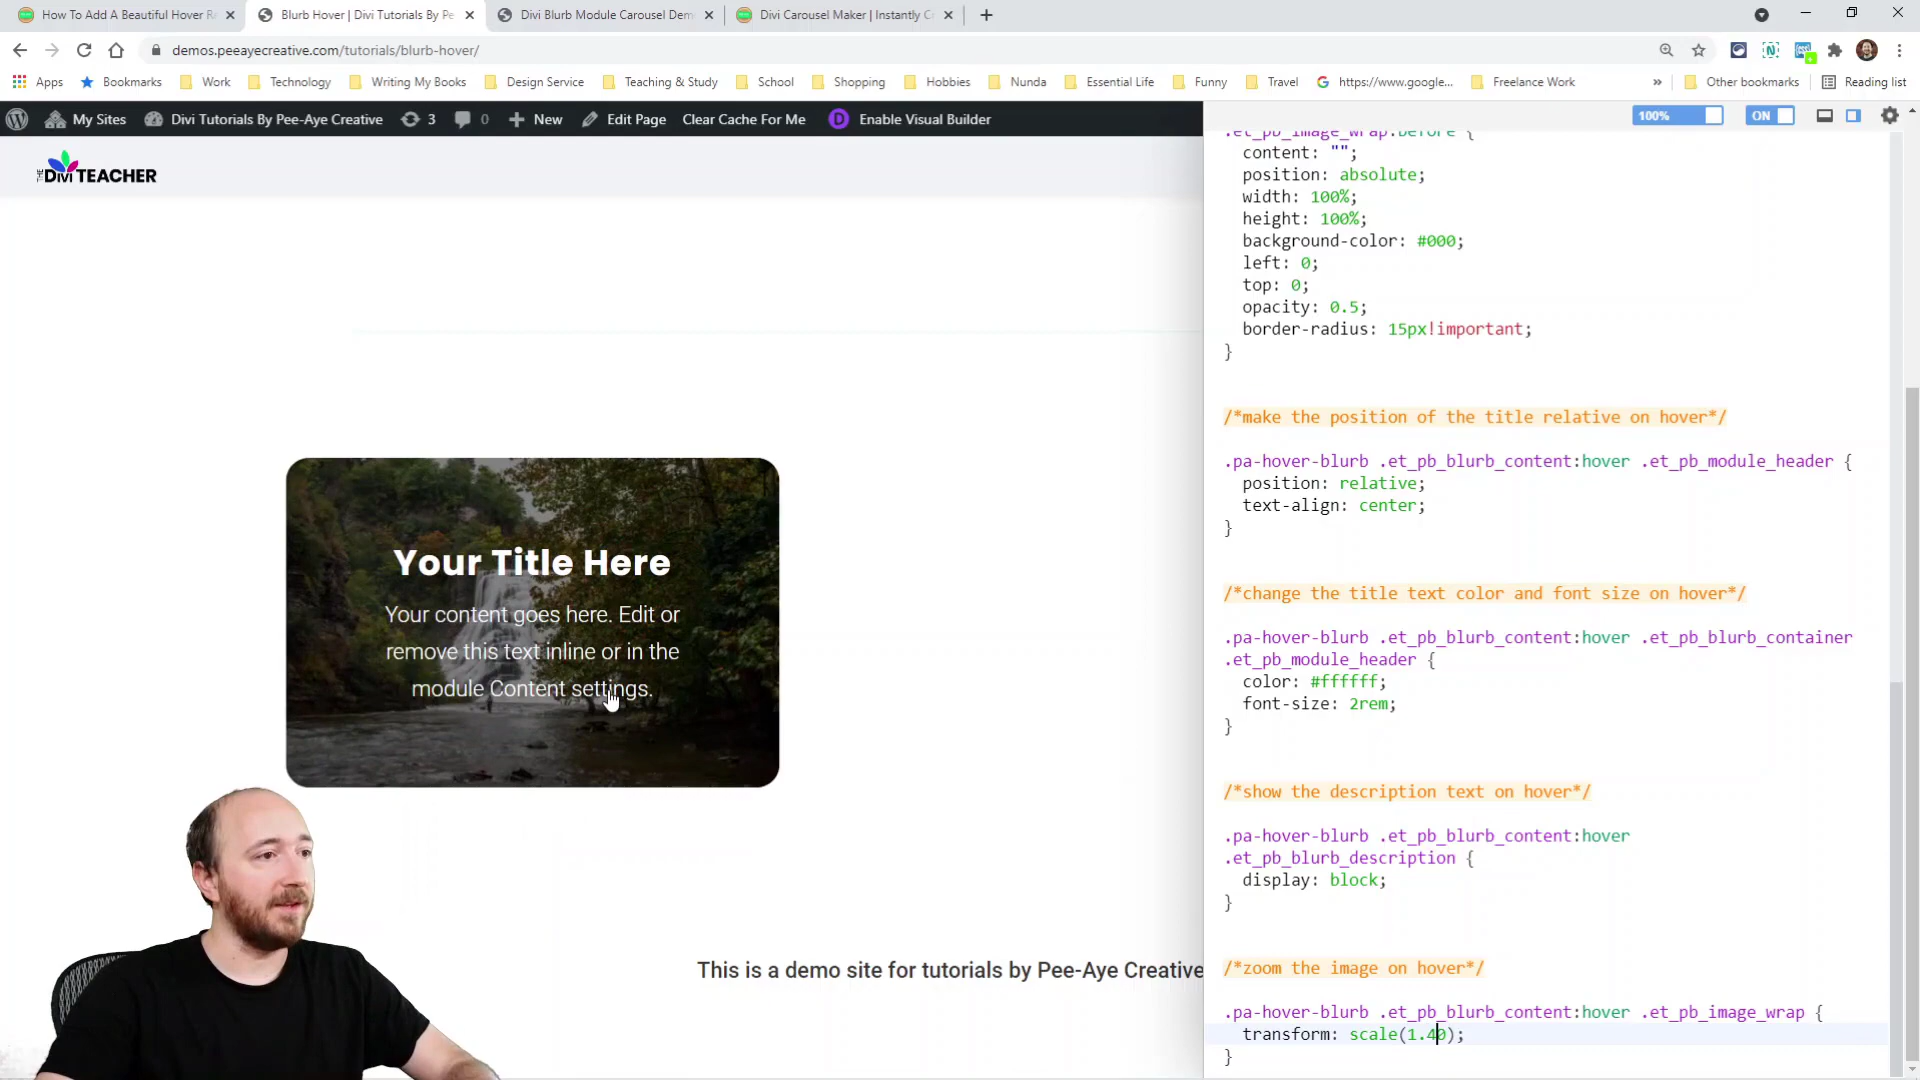 How To Add A Beautiful Hover R
Blurb Hover | Divi Tutorials By Pe
Divi Blurb Module Carousel Dem
Divi Carousel Maker | Instantly C
demos.peeayecreative.com/tutorials/blurb-hover/
Apps
Bookmarks
Work
Technology
Writing My Books
Design Service
Teaching & Study
School
Shopping
Hobbies
Nunda
Essential Life
Funny
Travel
https://www.google...
Freelance Work
»
Other bookmarks
Reading list
My Sites
Divi Tutorials By Pee-Aye Creative
3
0
New
Edit Page
Clear Cache For Me
Enable Visual Builder
100%
ON
THE DIVI TEACHER
Your Title Here
Your content goes here. Edit or
remove this text inline or in the
module Content settings.
This is a demo site for tutorials by Pee-Aye Creative
.et_pb_image_wrap:before {
content: "";
position: absolute;
width: 100%;
height: 100%;
background-color: #000;
left: 0;
top: 0;
opacity: 0.5;
border-radius: 15px!important;
}
/*make the position of the title relative on hover*/
.pa-hover-blurb .et_pb_blurb_content:hover .et_pb_module_header {
position: relative;
text-align: center;
}
/*change the title text color and font size on hover*/
.pa-hover-blurb .et_pb_blurb_content:hover .et_pb_blurb_container
.et_pb_module_header {
color: #ffffff;
font-size: 2rem;
}
/*show the description text on hover*/
.pa-hover-blurb .et_pb_blurb_content:hover
.et_pb_blurb_description {
display: block;
}
/*zoom the image on hover*/
.pa-hover-blurb .et_pb_blurb_content:hover .et_pb_image_wrap {
transform: scale(1.40);
}